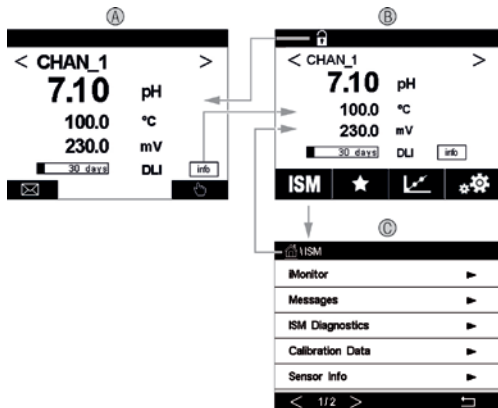 A
< CHAN_1 >
7.10 pH
100.0 °C
230.0 mV
30 days DLI info
B
< CHAN_1 >
7.10 pH
100.0 °C
230.0 mV
30 days DLI info
ISM
C
\ISM
iMonitor
Messages
ISM Diagnostics
Calibration Data
Sensor Info
< 1/2 >